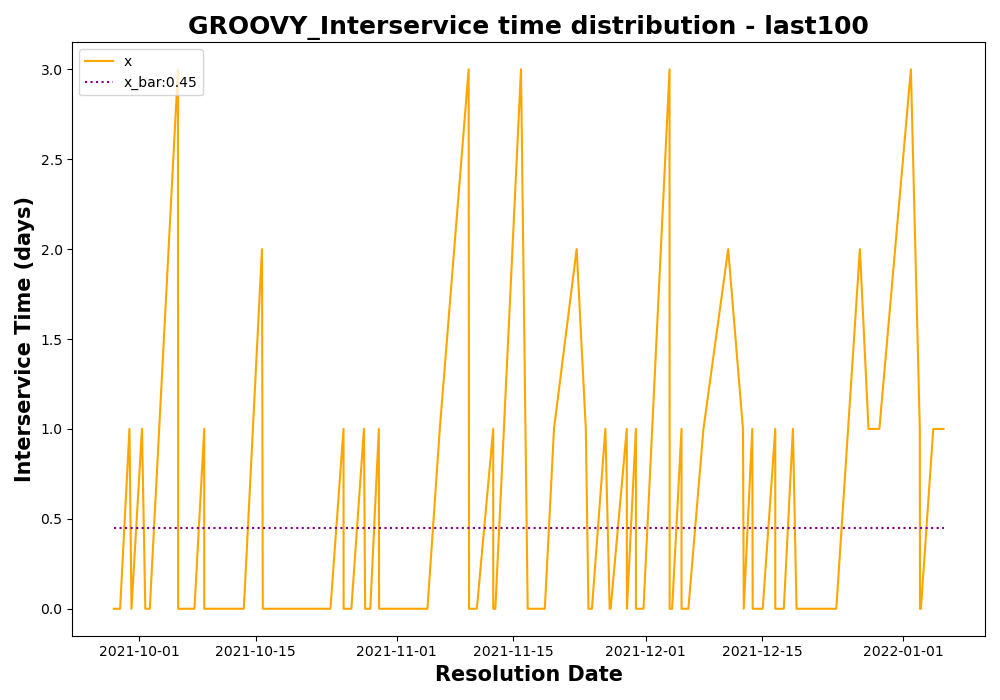 GROOVY_Interservice time distribution - last100
x
x_bar:0.45
3.0
2.5
2.0
1.5
1.0
0.5
0.0
Interservice Time (days)
2021-10-01 2021-10-15 2021-11-01 2021-11-15 2021-12-01 2021-12-15 2022-01-01
Resolution Date